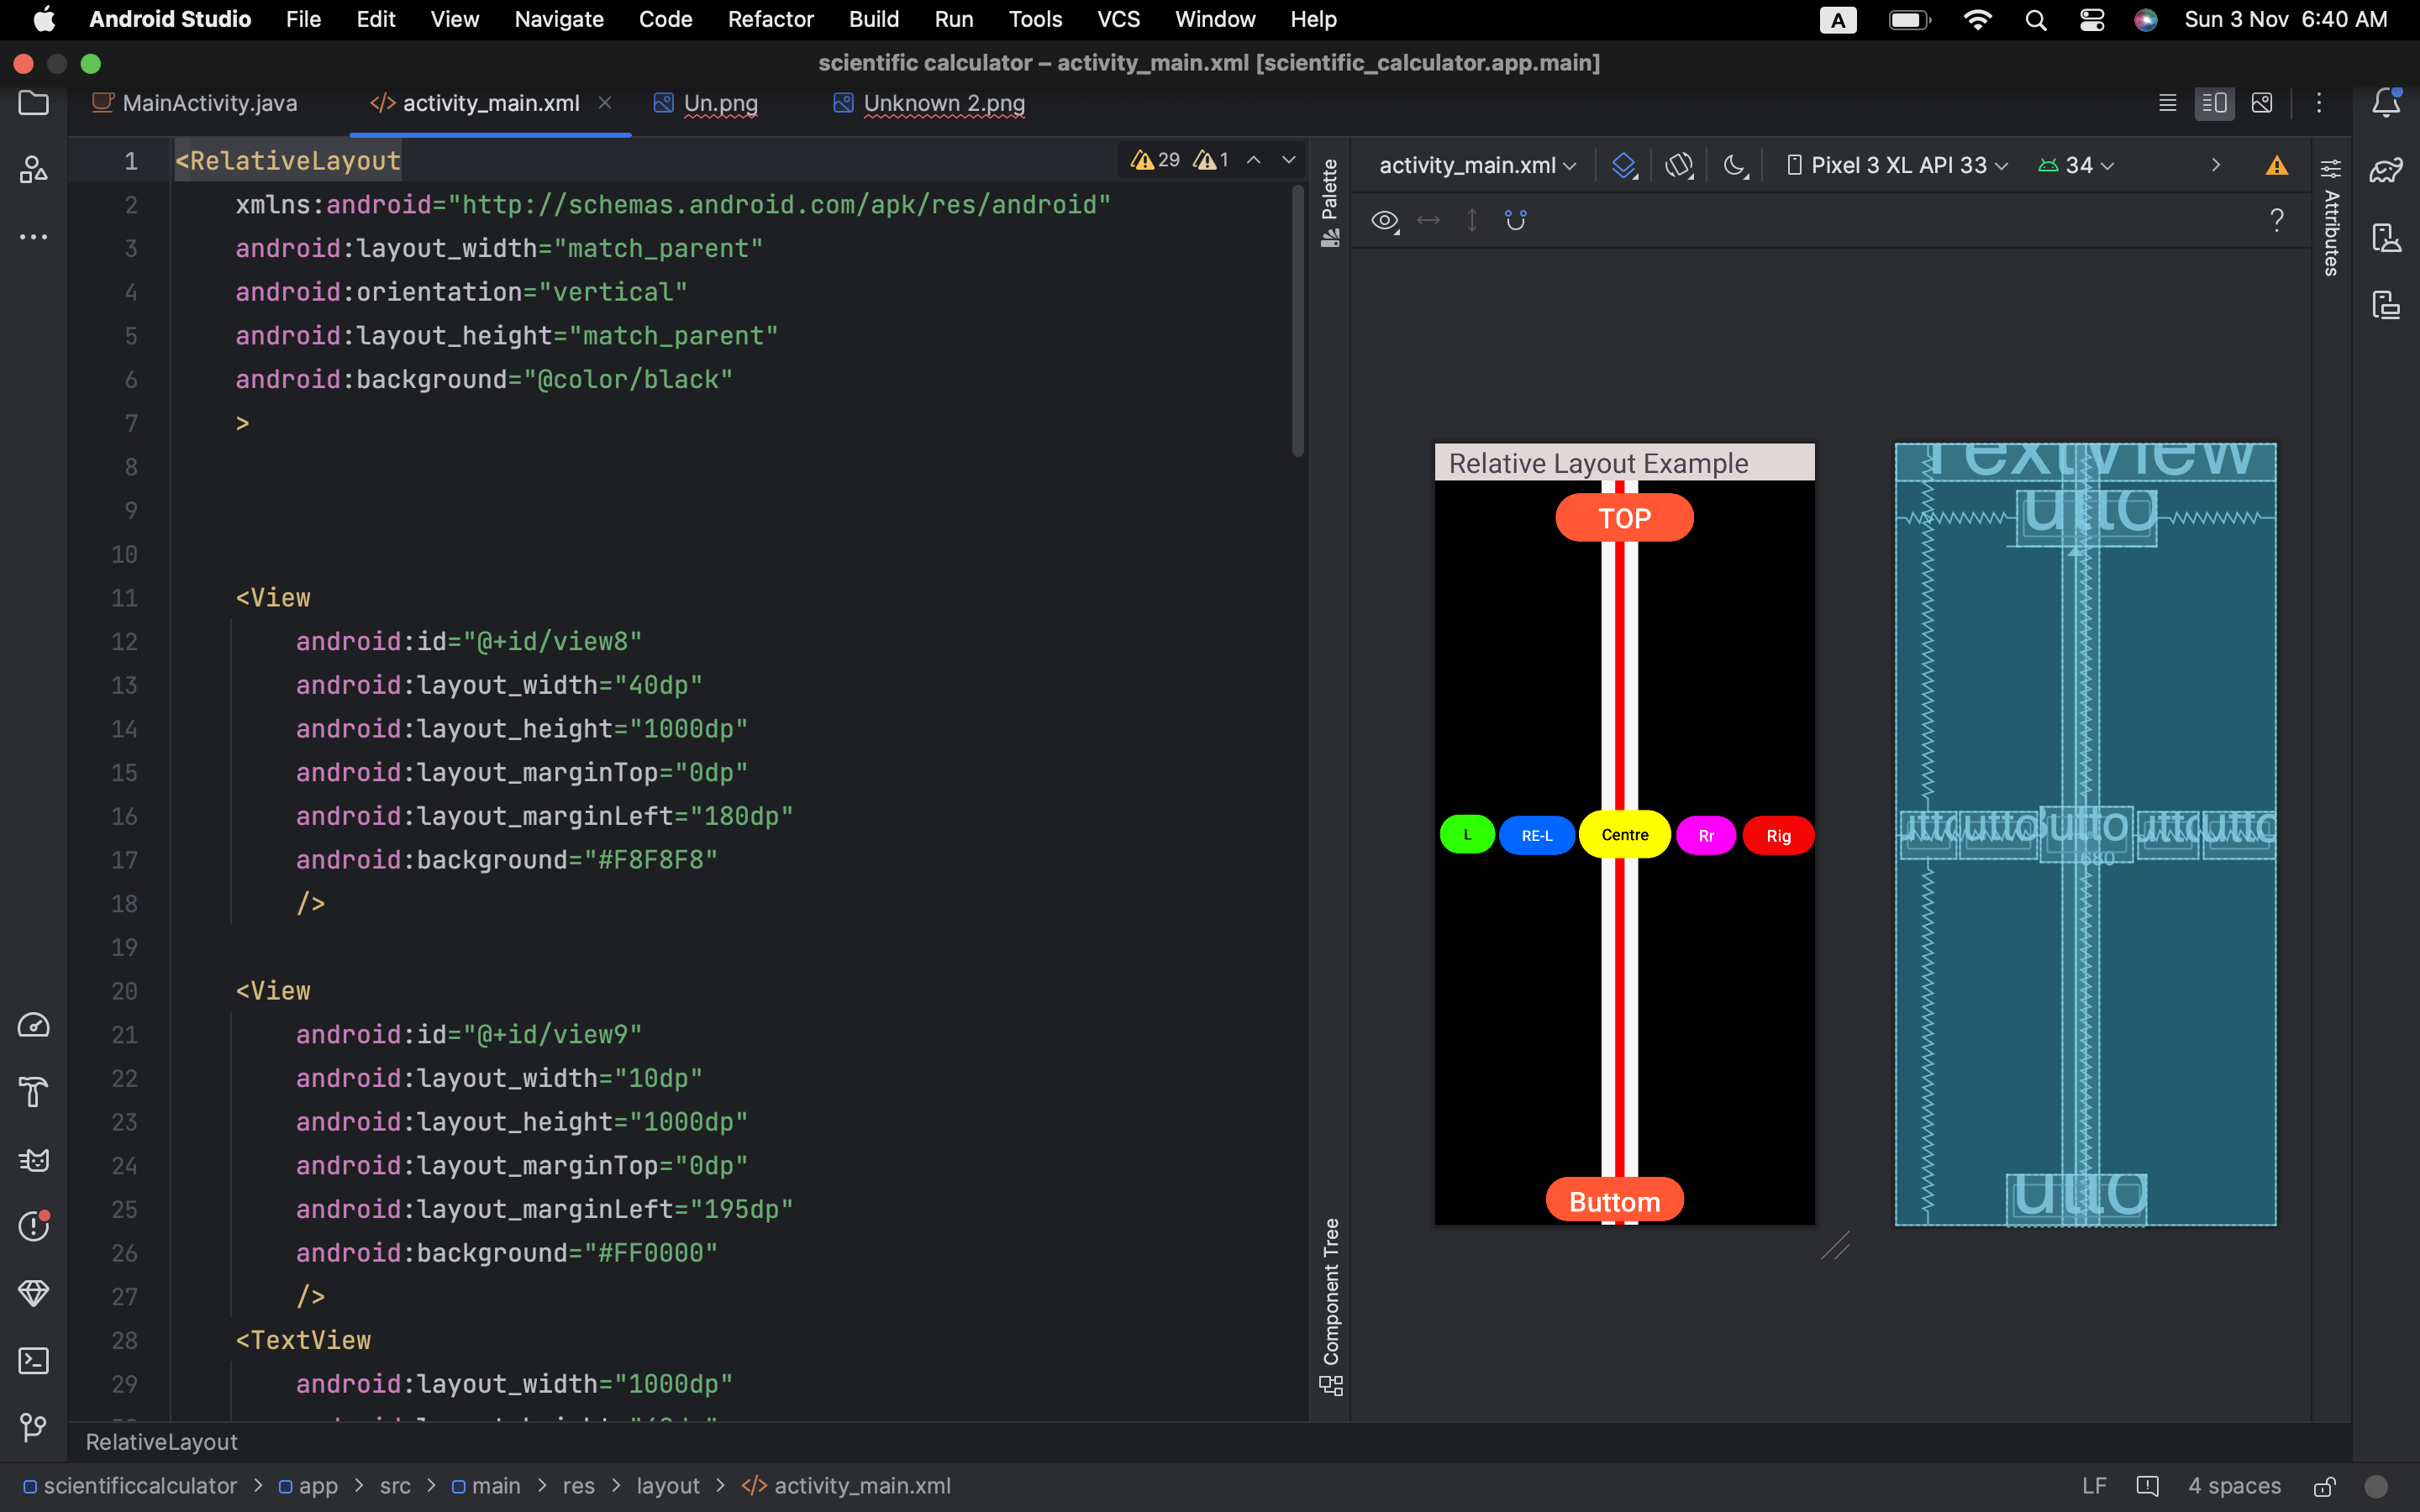 Android Studio File Edit View Navigate Code Refactor Build Run Tools VCS Window Help A Sun 3 Nov 6:40 AM
scientific calculator – activity_main.xml [scientific_calculator.app.main]
MainActivity.java </> activity_main.xml × Un.png Unknown 2.png
1 <RelativeLayout
2 xmlns:android="http://schemas.android.com/apk/res/android"
3 android:layout_width="match_parent"
4 android:orientation="vertical"
5 android:layout_height="match_parent"
6 android:background="@color/black"
7 >
8
9
10
11 <View
12 android:id="@+id/view8"
13 android:layout_width="40dp"
14 android:layout_height="1000dp"
15 android:layout_marginTop="0dp"
16 android:layout_marginLeft="180dp"
17 android:background="#F8F8F8"
18 />
19
20 <View
21 android:id="@+id/view9"
22 android:layout_width="10dp"
23 android:layout_height="1000dp"
24 android:layout_marginTop="0dp"
25 android:layout_marginLeft="195dp"
26 android:background="#FF0000"
27 />
28 <TextView
29 android:layout_width="1000dp"
29 1
Palette
Component Tree
activity_main.xml Pixel 3 XL API 33 34
?
Attributes
Relative Layout Example
TOP
L RE-L Centre Rr Rig
Buttom
TextView
utto
utto utto utto utto utto
680
utto
RelativeLayout
scientificcalculator > app > src > main > res > layout > </> activity_main.xml LF 4 spaces